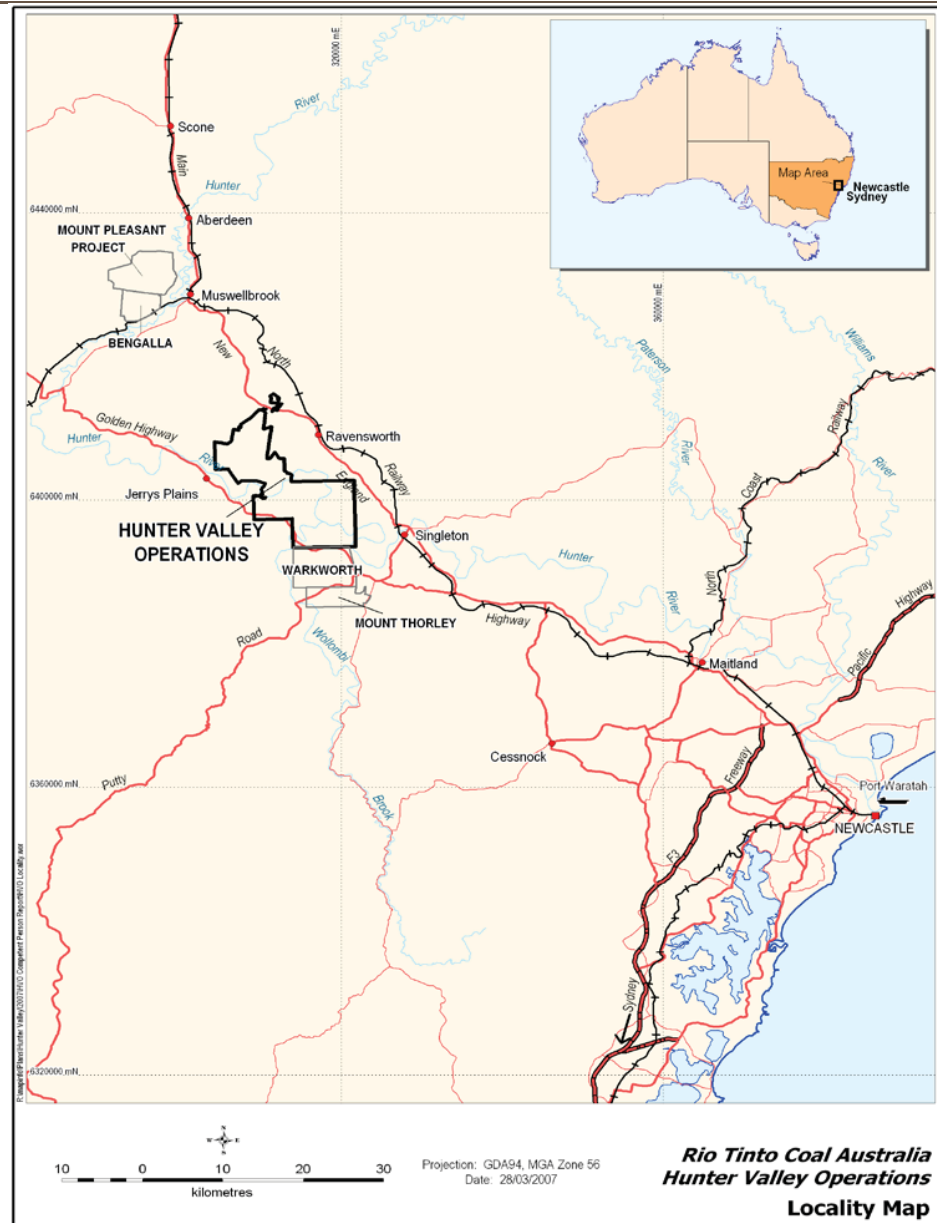 320000 mE
River
Scone
Main
Hunter
Map Area
Newcastle
Sydney
6440000 mN
Aberdeen
MOUNT PLEASANT
PROJECT
Muswellbrook
360000 mE
BENGALLA
New
North
Paterson
Williams
Golden Highway
Hunter
River
Ravensworth
Railway
River
River
Railway
Jerrys Plains
England
Coast
6400000 mN
HUNTER VALLEY
OPERATIONS
Singleton
Hunter
WARKWORTH
River
North
MOUNT THORLEY
Highway
Highway
Road
Wollombi
Maitland
Pacific
Cessnock
Freeway
Putty
6360000 mN
Port Waratah
Brook
NEWCASTLE
F3
Sydney
6320000 mN
N
W E
S
10 0 10 20 30
kilometres
Projection: GDA94, MGA Zone 56
Date: 28/03/2007
Rio Tinto Coal Australia
Hunter Valley Operations
Locality Map